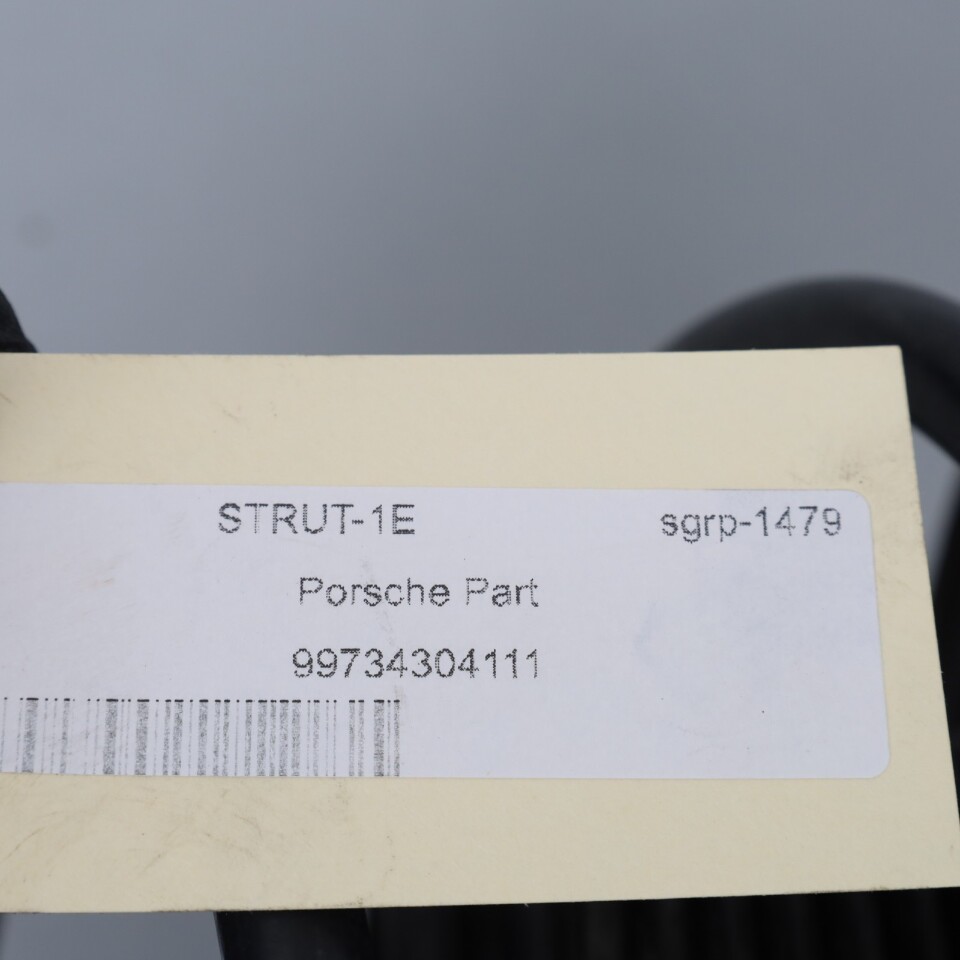 STRUT-1E sgrp-1479
Porsche Part
99734304111